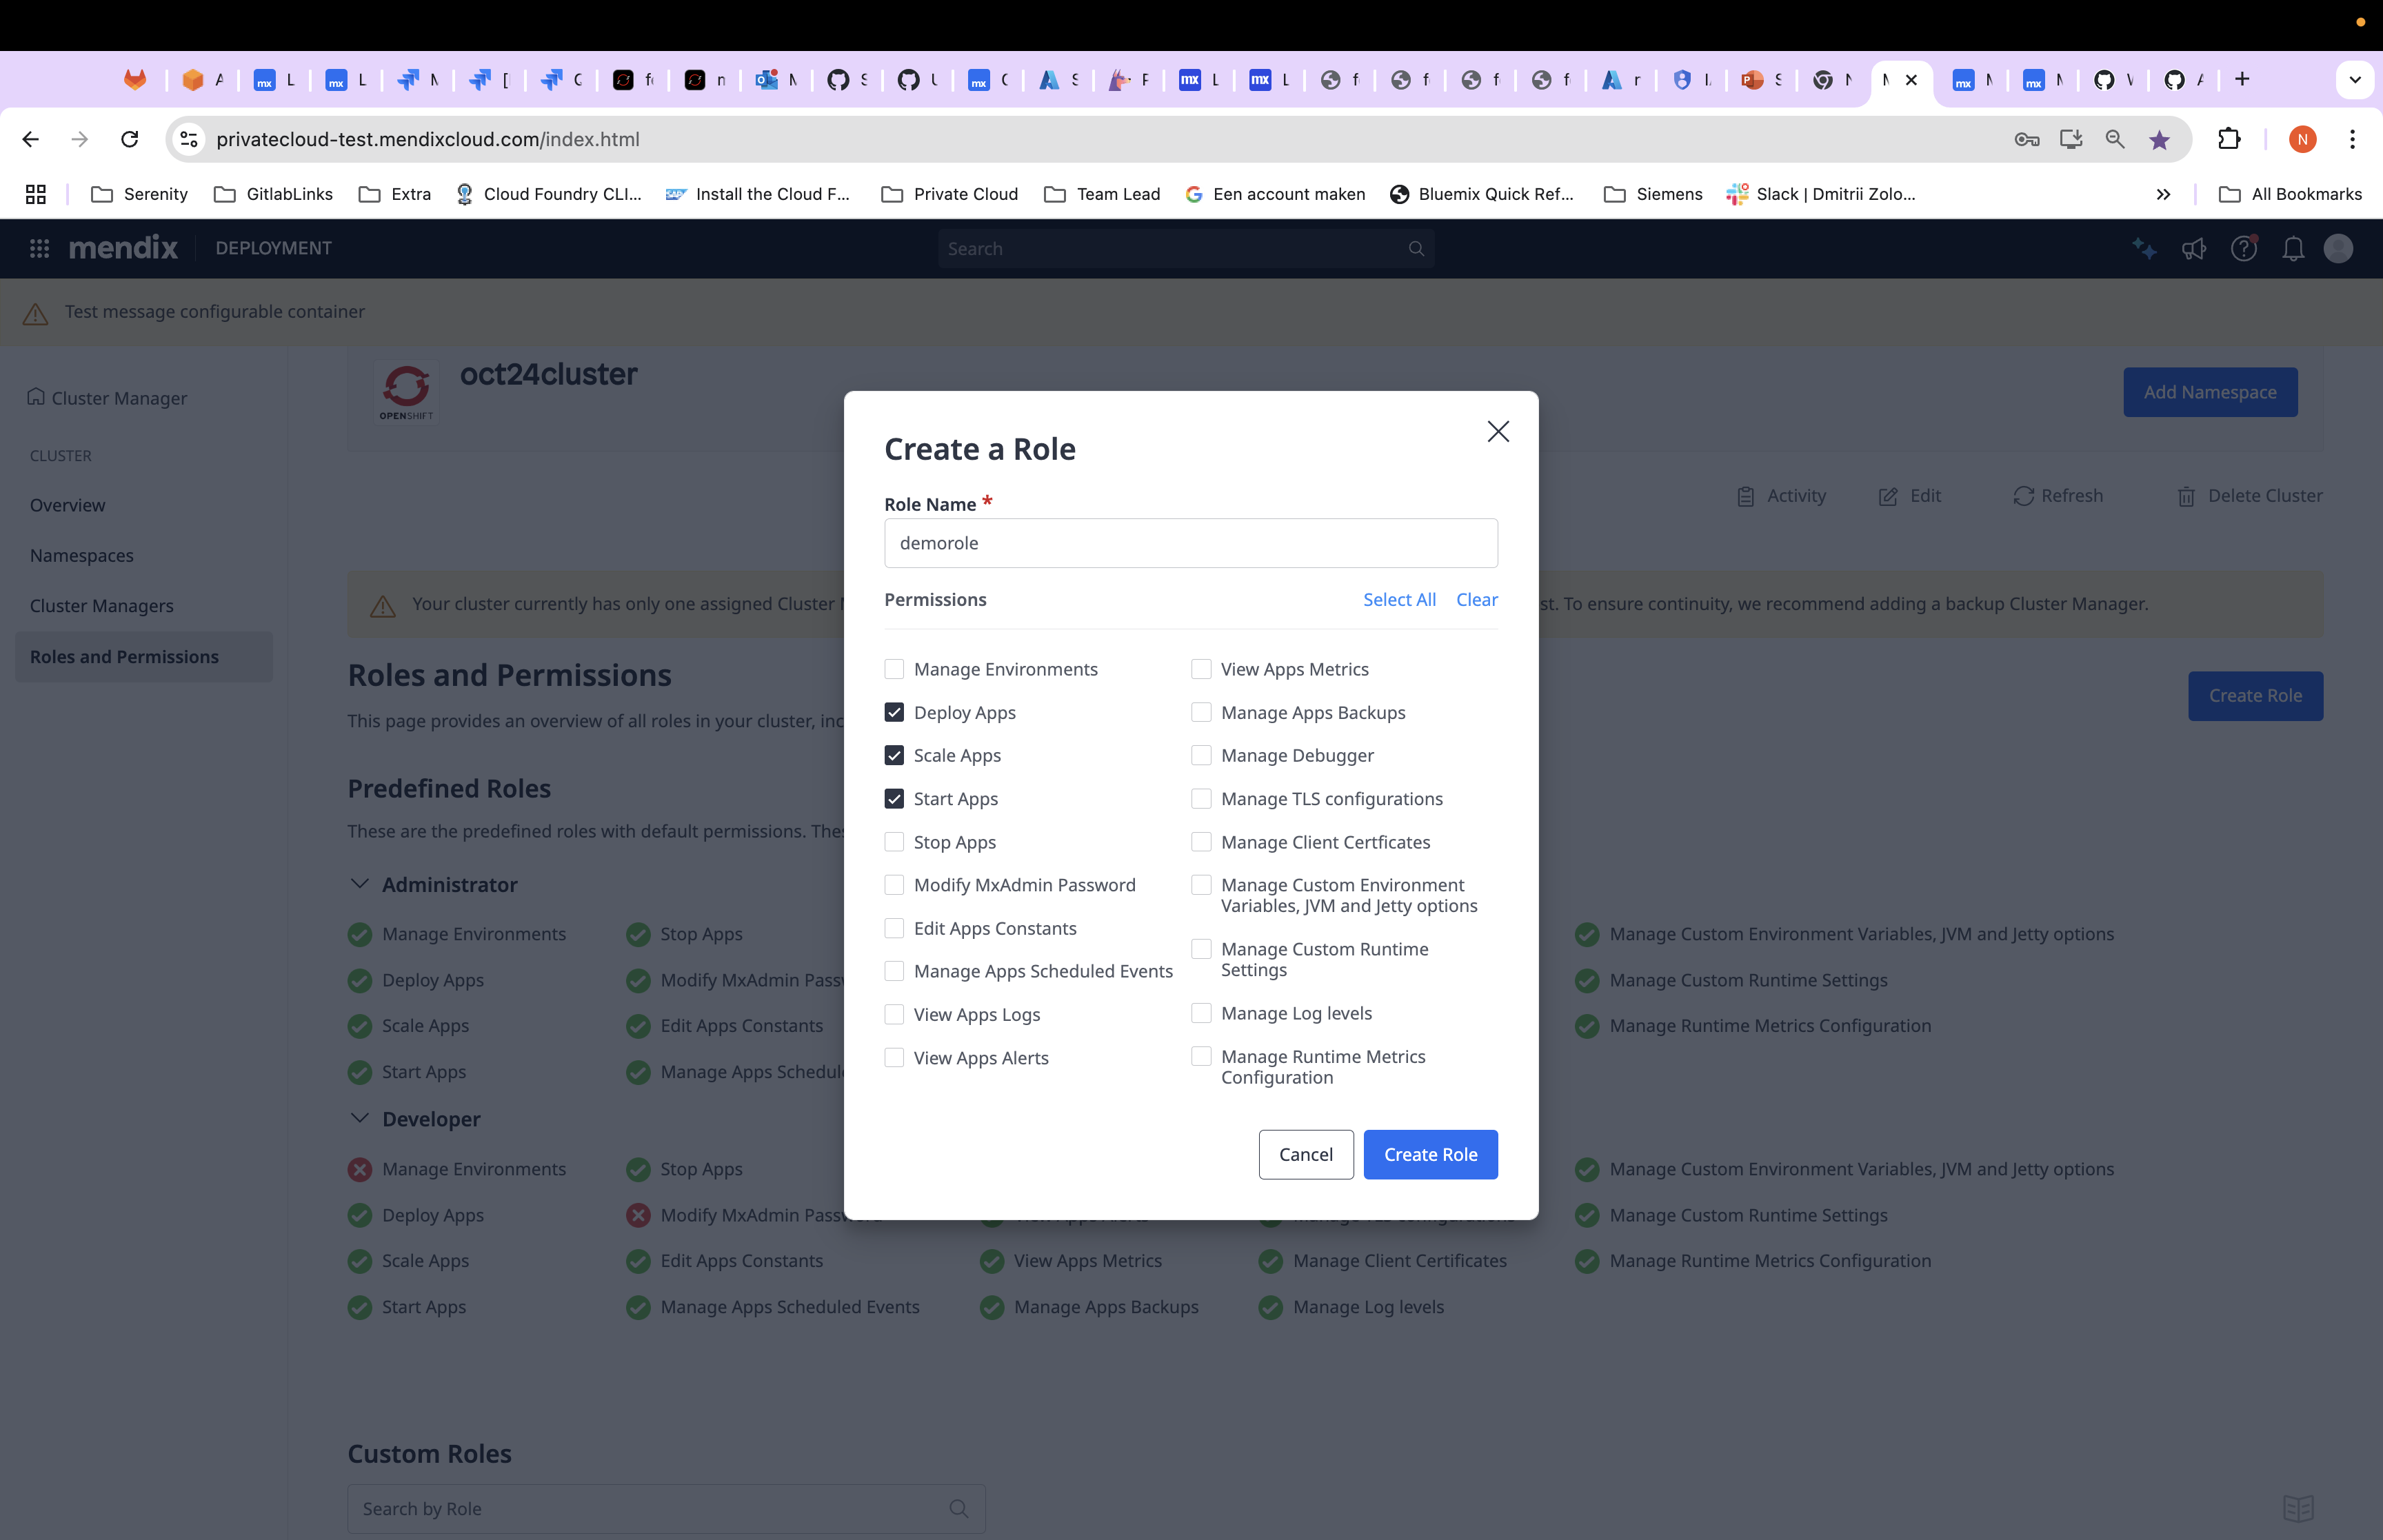 A
L
L
M
[
C
f
n
M
S
U
C
S
F
L
L
f
f
f
f
r
S
M
M
A
privatecloud-test.mendixcloud.com/index.html
N
Serenity
GitlabLinks
Extra
Cloud Foundry CLI...
Install the Cloud F...
Private Cloud
Team Lead
Een account maken
Bluemix Quick Ref...
Siemens
Slack | Dmitrii Zolo...
All Bookmarks
mendix
DEPLOYMENT
Search
Test message configurable container
Cluster Manager
CLUSTER
Overview
Namespaces
Cluster Managers
Roles and Permissions
OPENSHIFT
oct24cluster
Add Namespace
Activity
Edit
Refresh
Delete Cluster
Your cluster currently has only one assigned Cluster
st. To ensure continuity, we recommend adding a backup Cluster Manager.
Roles and Permissions
Create Role
This page provides an overview of all roles in your cluster, inc
Predefined Roles
These are the predefined roles with default permissions. The
Administrator
Manage Environments
Stop Apps
Manage Custom Environment Variables, JVM and Jetty options
Deploy Apps
Modify MxAdmin Passw
Manage Custom Runtime Settings
Scale Apps
Edit Apps Constants
Manage Runtime Metrics Configuration
Start Apps
Manage Apps Schedul
Developer
Manage Environments
Stop Apps
Manage Custom Environment Variables, JVM and Jetty options
Deploy Apps
Modify MxAdmin Password
Manage Custom Runtime Settings
Scale Apps
Edit Apps Constants
View Apps Metrics
Manage Client Certificates
Manage Runtime Metrics Configuration
Start Apps
Manage Apps Scheduled Events
Manage Apps Backups
Manage Log levels
Custom Roles
Search by Role
Create a Role
Role Name *
demorole
Permissions
Select All
Clear
Manage Environments
Deploy Apps
Scale Apps
Start Apps
Stop Apps
Modify MxAdmin Password
Edit Apps Constants
Manage Apps Scheduled Events
View Apps Logs
View Apps Alerts
View Apps Metrics
Manage Apps Backups
Manage Debugger
Manage TLS configurations
Manage Client Certficates
Manage Custom Environment
Variables, JVM and Jetty options
Manage Custom Runtime
Settings
Manage Log levels
Manage Runtime Metrics
Configuration
Cancel
Create Role